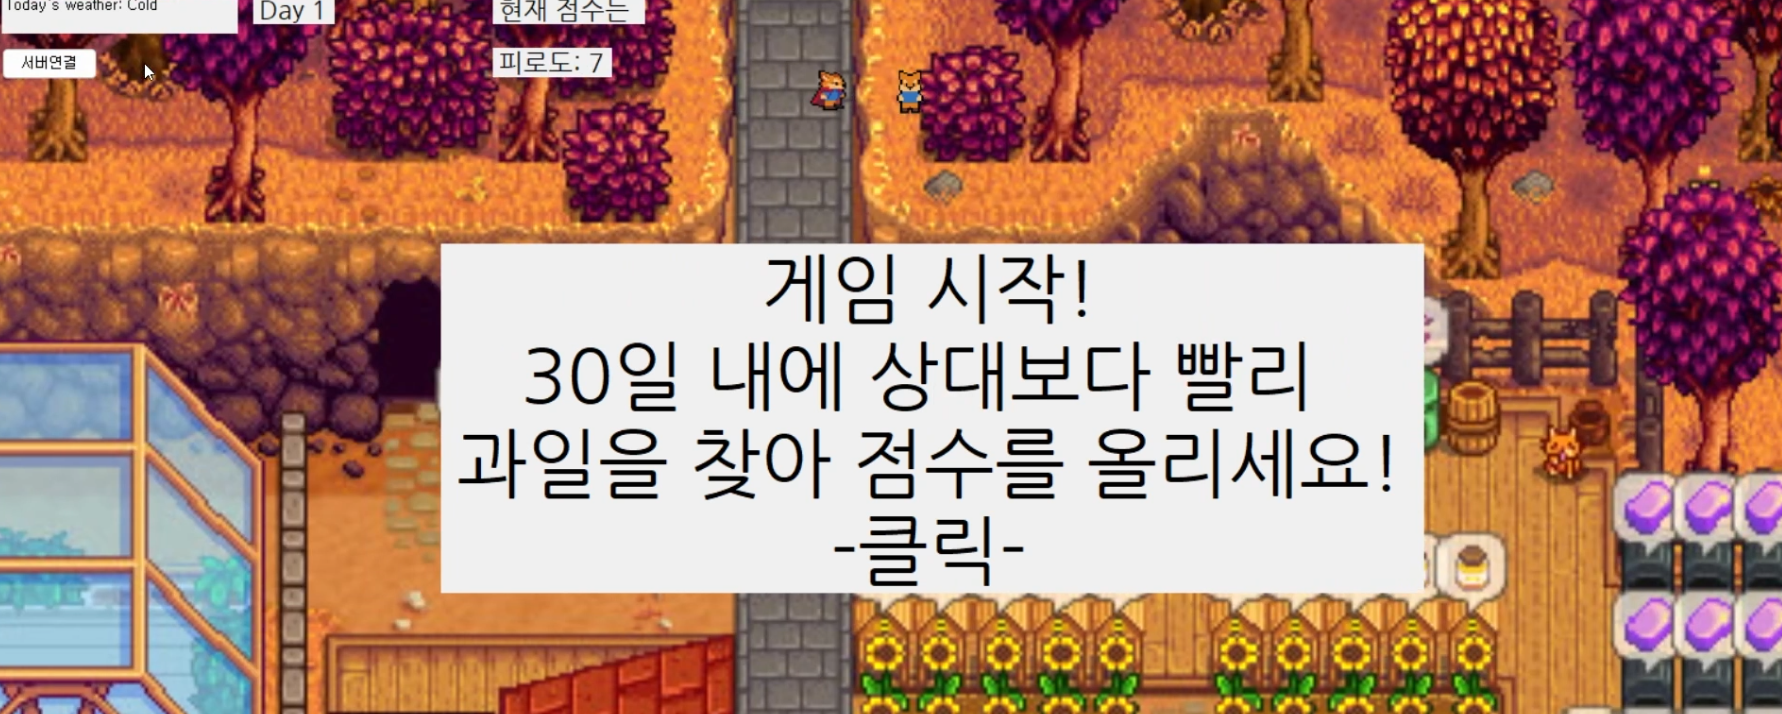 Today's weather: Cold
Day 1
현재 점수는
서버연결
피로도: 7
게임 시작!
30일 내에 상대보다 빨리
과일을 찾아 점수를 올리세요!
-클릭-